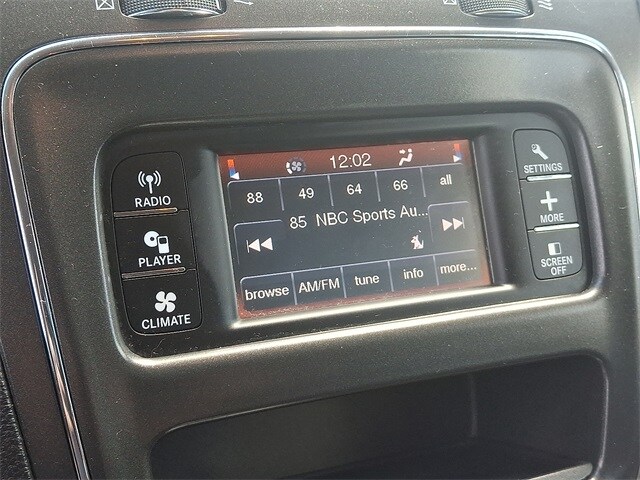 12:02
88 49 64 66 all
85 NBC Sports Au...
browse AM/FM tune info more...
RADIO
PLAYER
CLIMATE
SETTINGS
MORE
SCREEN
OFF